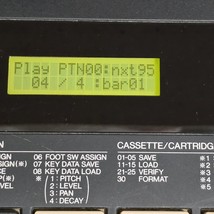 Play PTN00:nxt95
04 / 4 :bar01
CASSETTE/CARTRIDG
06 FOOT SW ASSIGN
07 KEY DATA SAVE
08 KEY DATA LOAD
*1 : PITCH
2 : LEVEL
3 : PAN
4 : DECAY
01-05 SAVE *1
11-15 LOAD *
21-25 VERIFY *3
30 FORMAT *